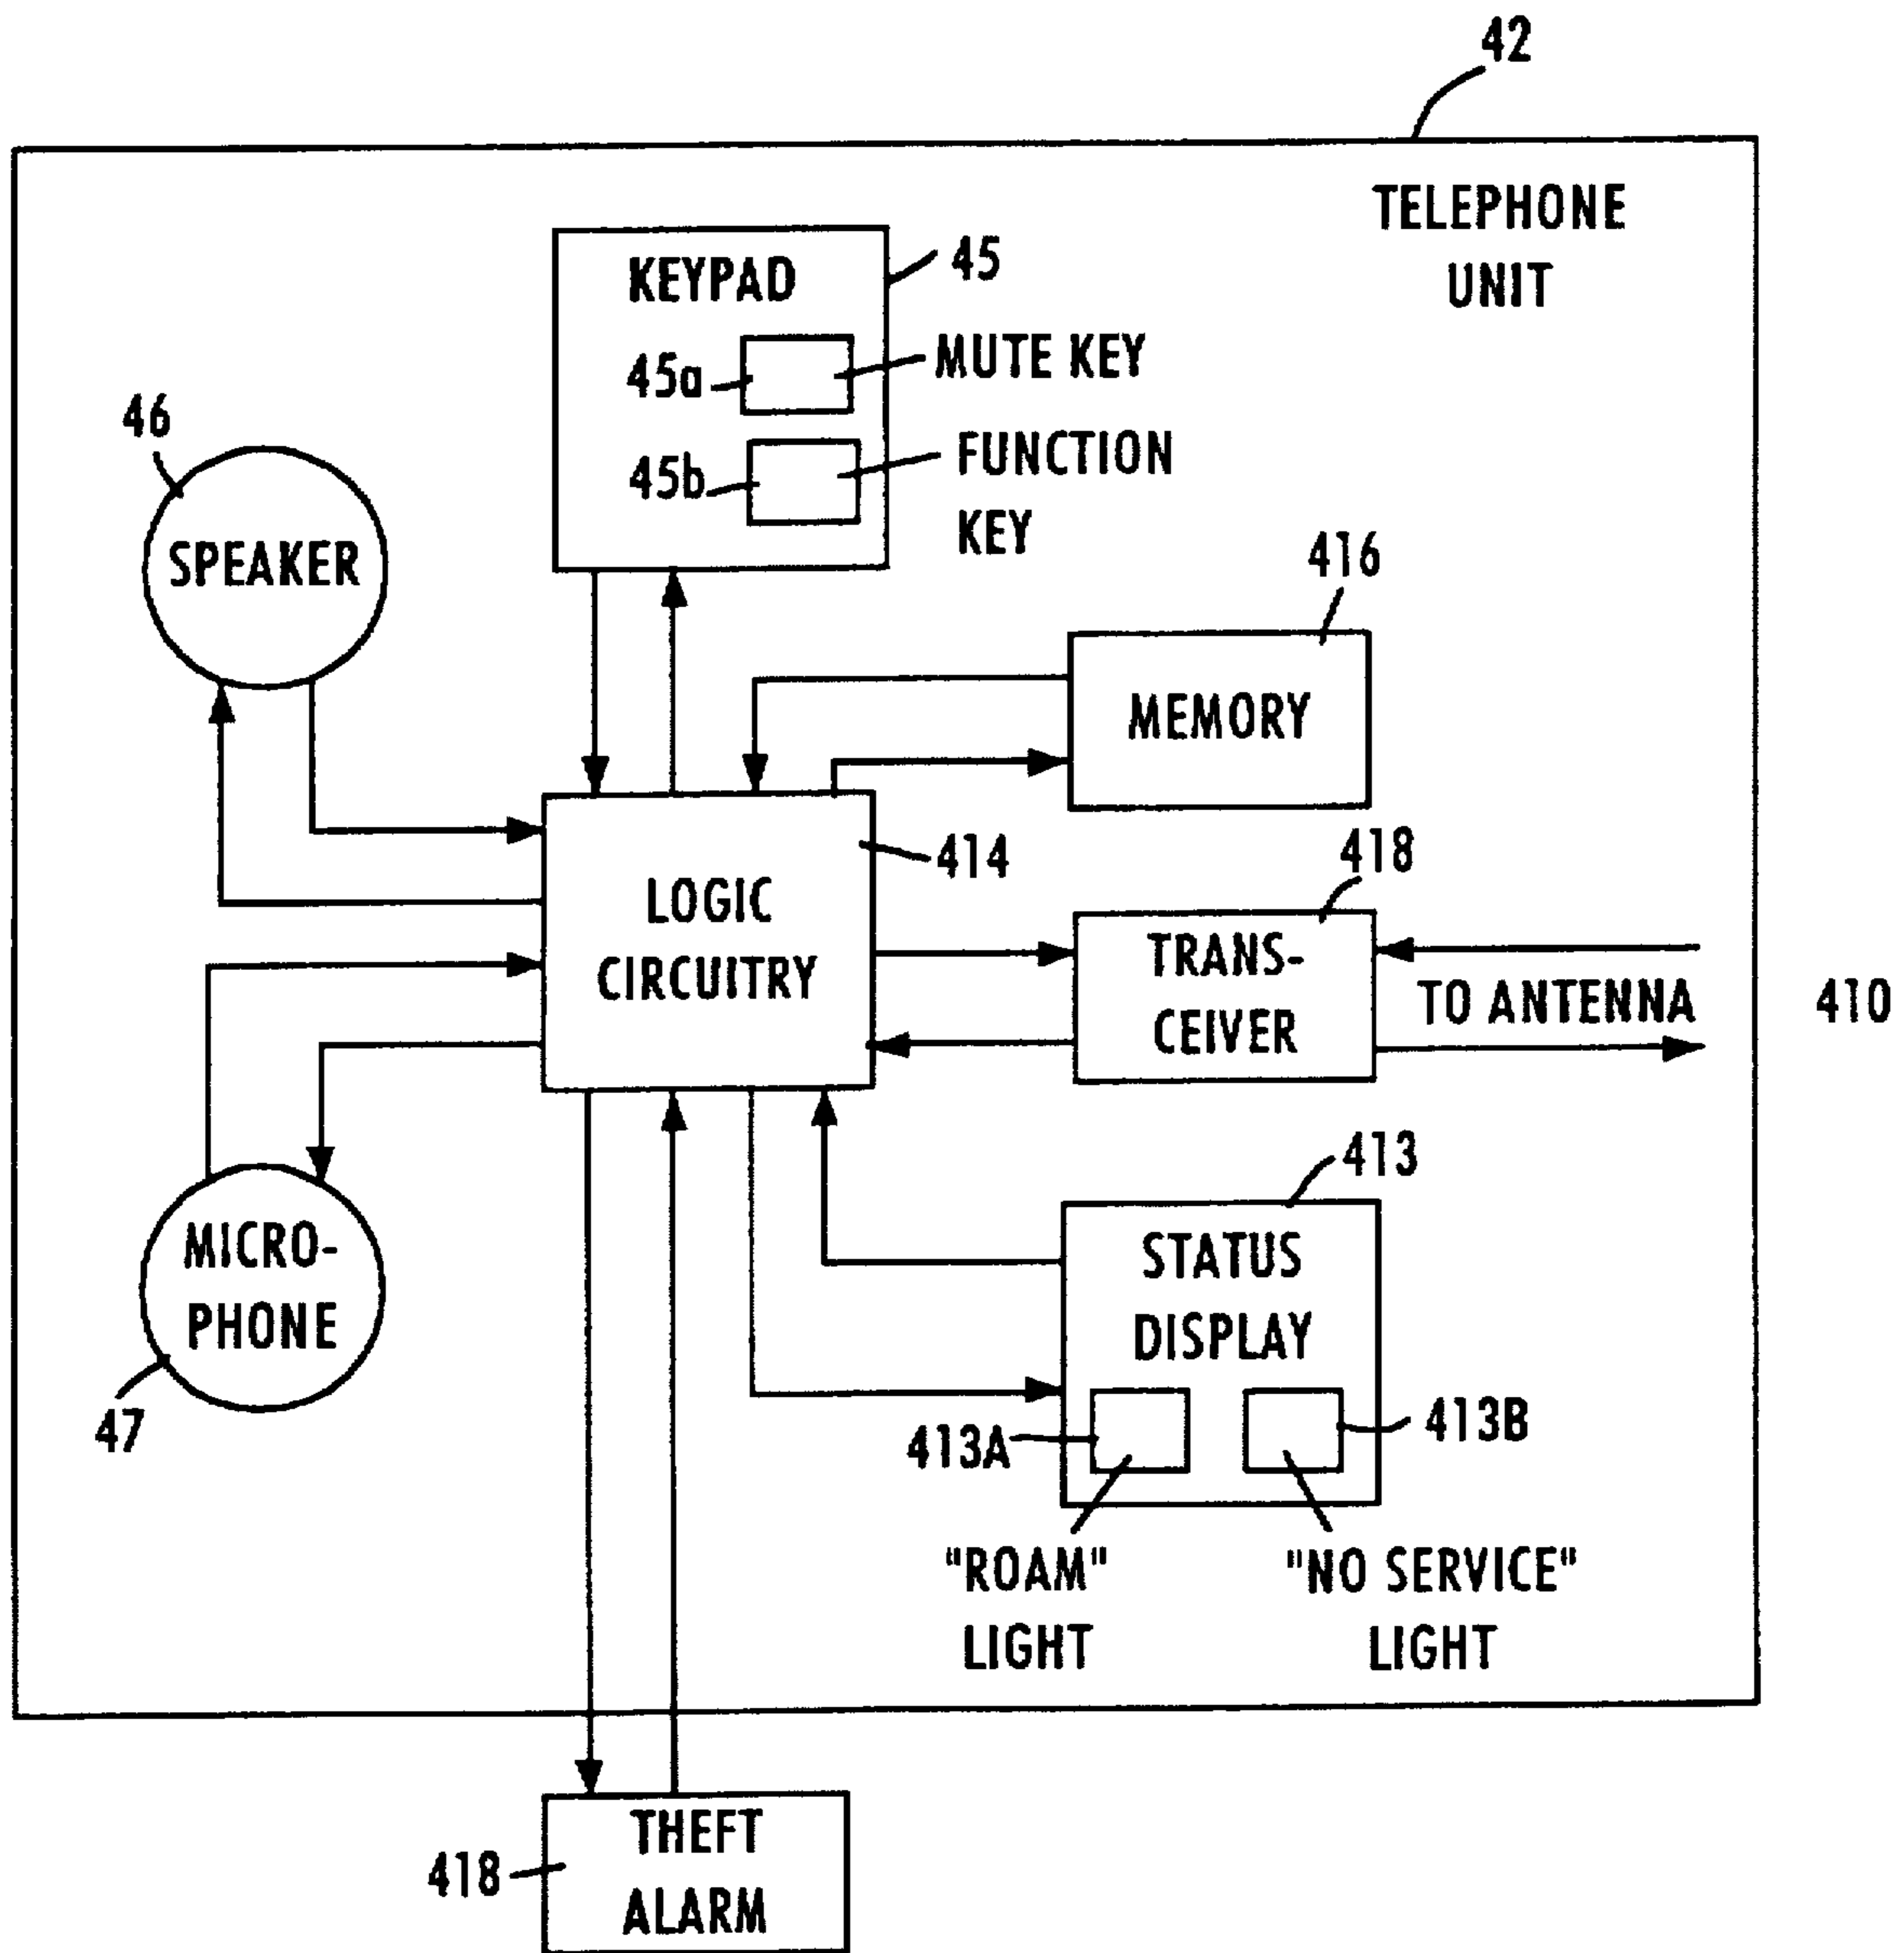 42
TELEPHONE
UNIT
KEYPAD
45
45a
MUTE KEY
45b
FUNCTION
KEY
46
SPEAKER
416
MEMORY
414
LOGIC
CIRCUITRY
418
TRANS-
CEIVER
TO ANTENNA
410
MICRO-
PHONE
47
413
STATUS
DISPLAY
413A
413B
"ROAM"
LIGHT
"NO SERVICE"
LIGHT
418
THEFT
ALARM